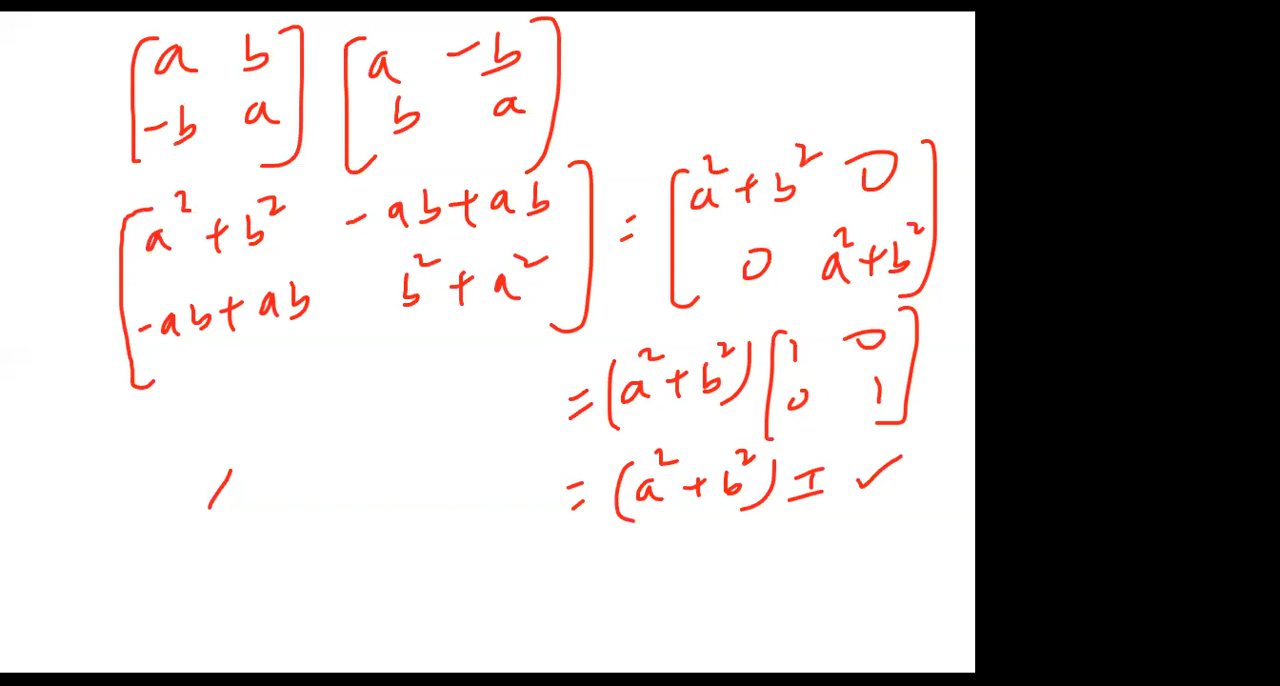 [a b -b a] [a -b b a]
[a² + b² -ab + ab -ab + ab b² + a²] = [a² + b² 0 0 a² + b²]
= (a² + b²) [1 0 0 1]
= (a² + b²) I ✓